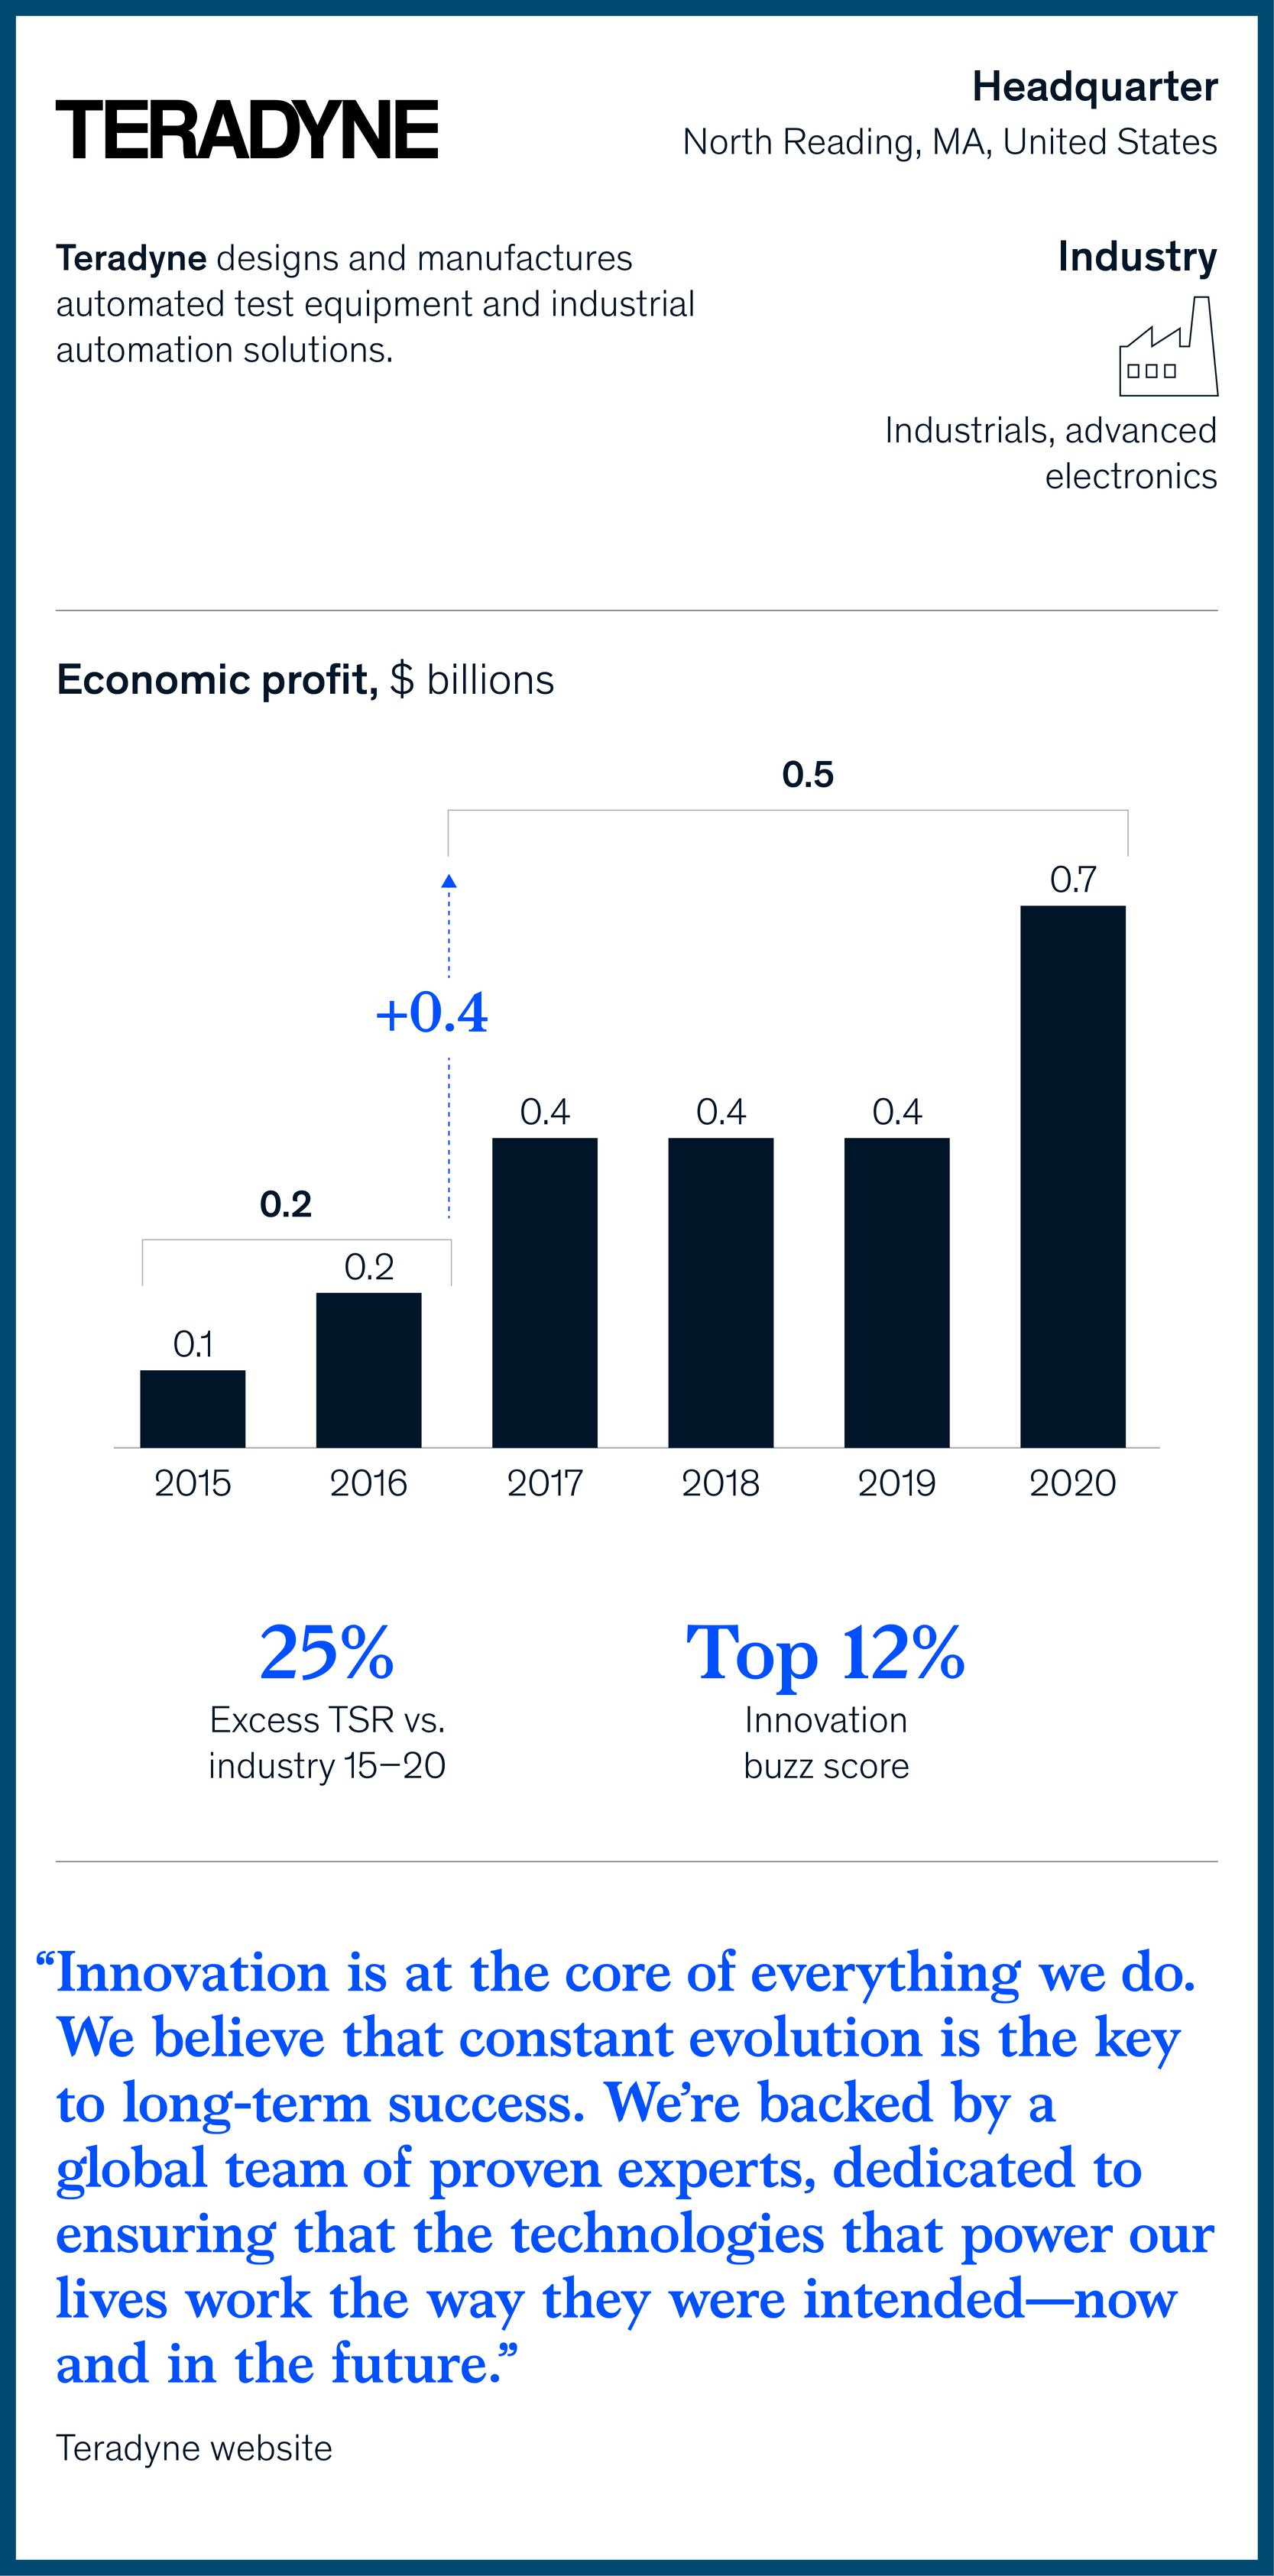 TERADYNE
Headquarter
North Reading, MA, United States
Teradyne designs and manufactures
automated test equipment and industrial
automation solutions.
Industry
Industrials, advanced
electronics
Economic profit, $ billions
0.5
0.7
+0.4
0.4
0.4
0.4
0.2
0.2
0.1
2015
2016
2017
2018
2019
2020
25%
Excess TSR vs.
industry 15–20
Top 12%
Innovation
buzz score
“Innovation is at the core of everything we do.
We believe that constant evolution is the key
to long-term success. We’re backed by a
global team of proven experts, dedicated to
ensuring that the technologies that power our
lives work the way they were intended—now
and in the future.”
Teradyne website